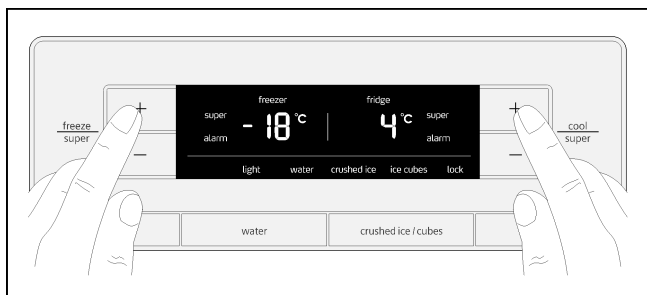 freezer
fridge
super
- 18 °C
4 °C
super
alarm
alarm
light water crushed ice ice cubes lock
+
freeze
super
−
+
cool
super
−
water
crushed ice / cubes